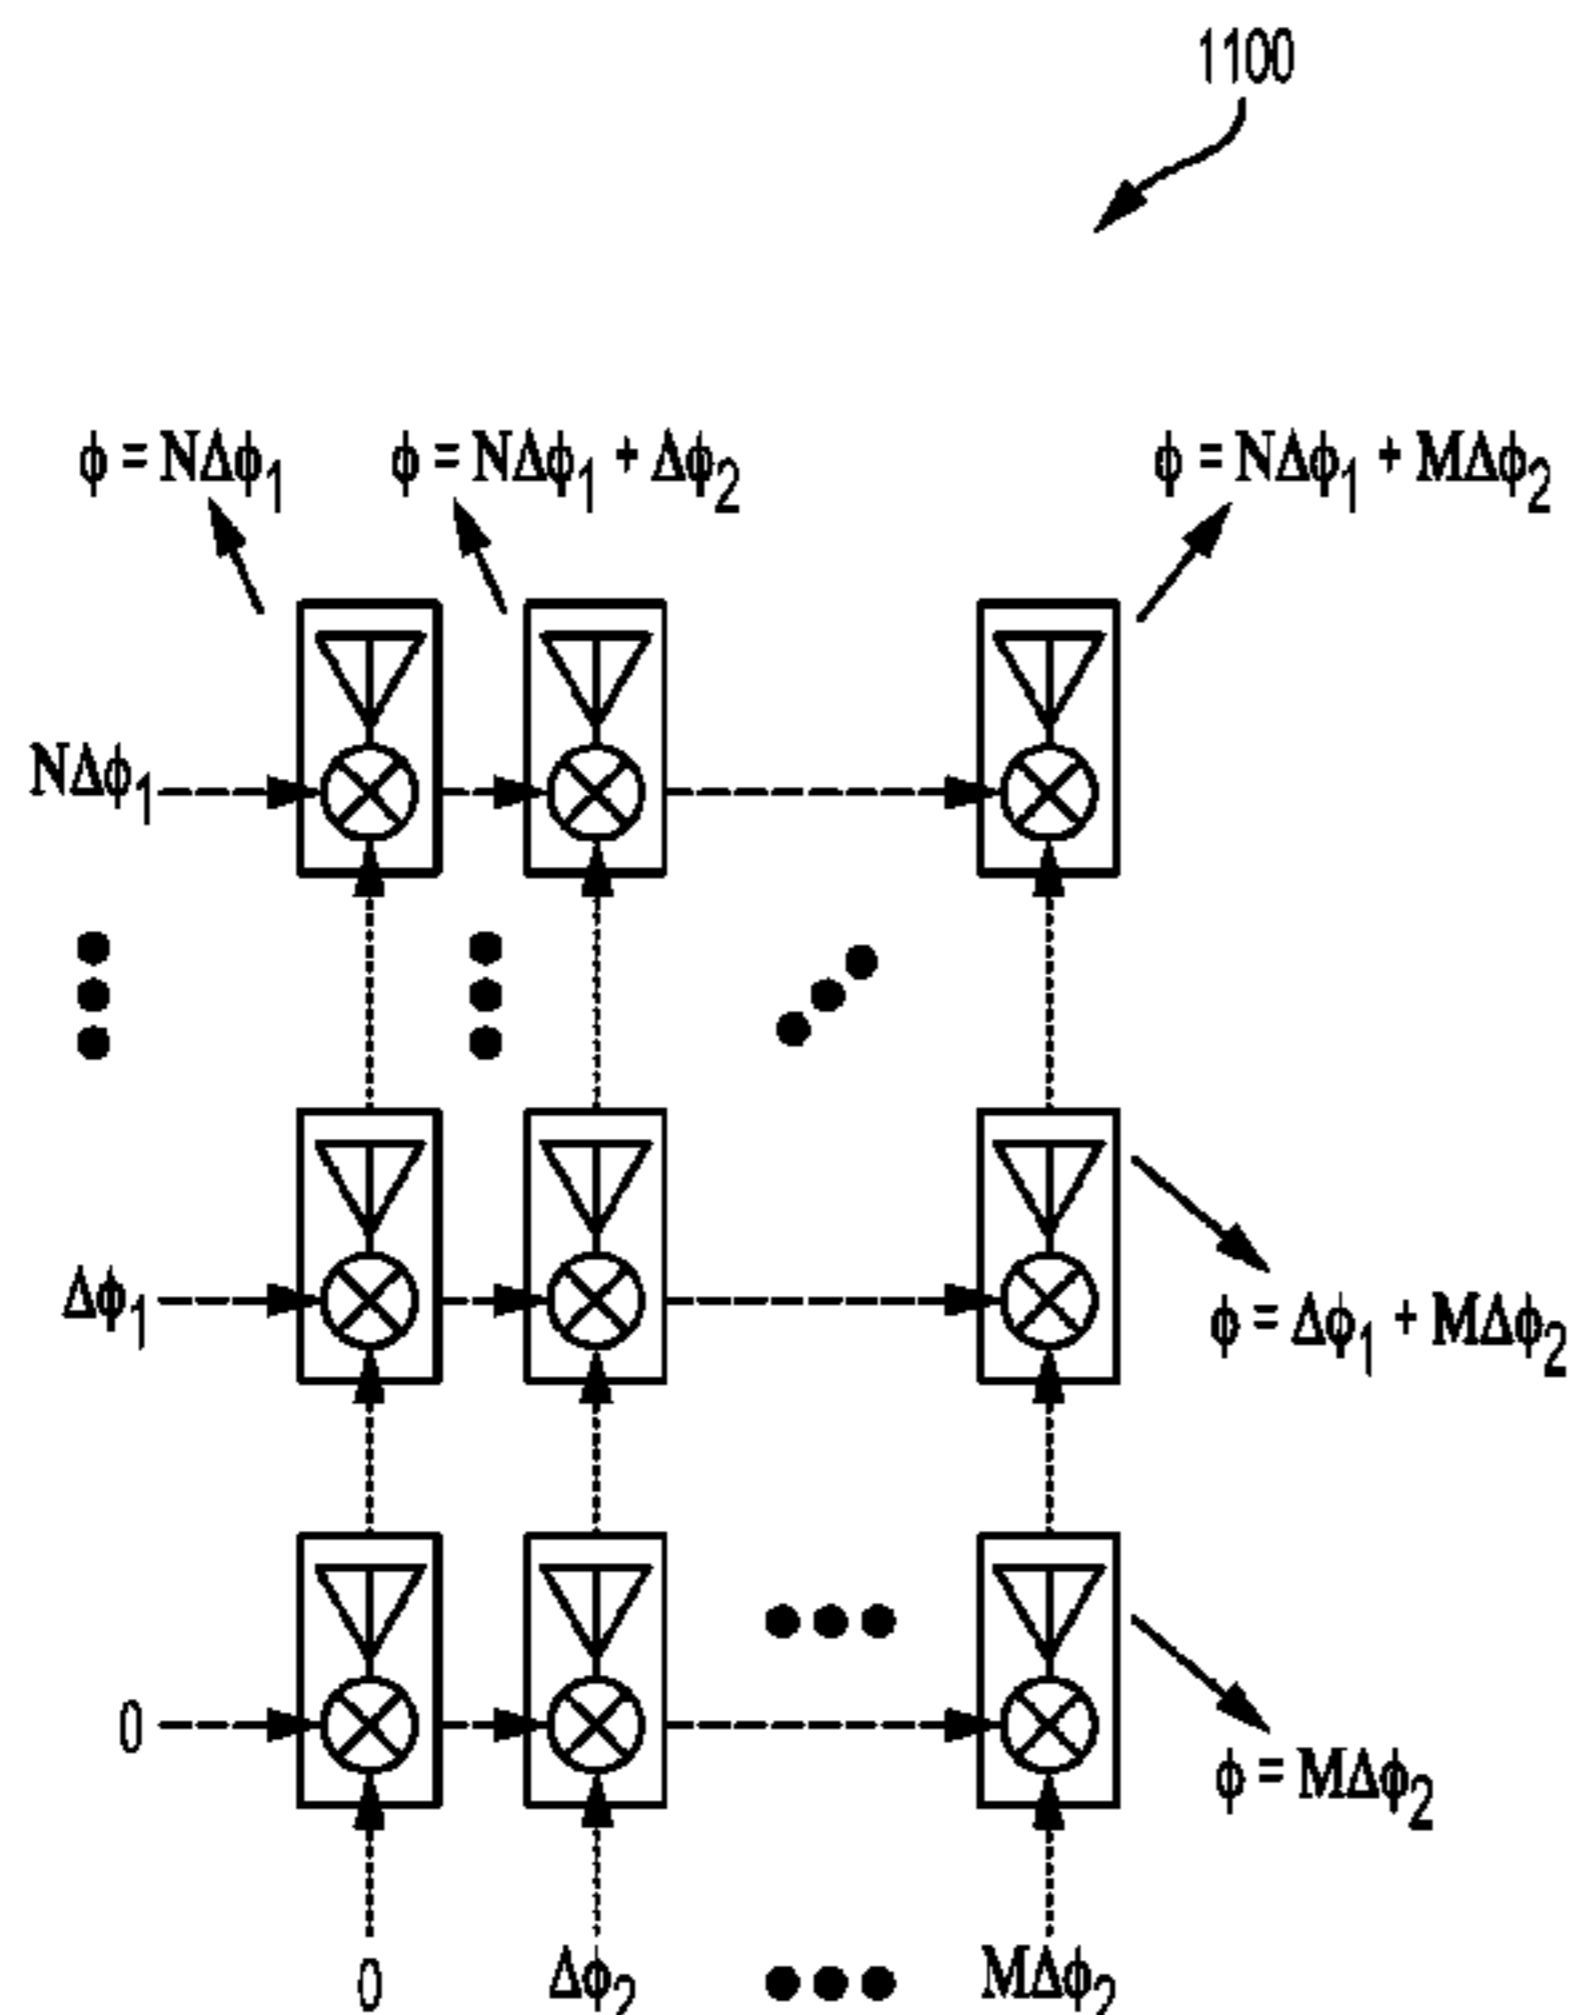 1100
ϕ = NΔϕ₁ ϕ = NΔϕ₁ + Δϕ₂ ϕ = NΔϕ₁ + MΔϕ₂
NΔϕ₁
Δϕ₁
ϕ = Δϕ₁ + MΔϕ₂
0
ϕ = MΔϕ₂
0 Δϕ₂ MΔϕ₂